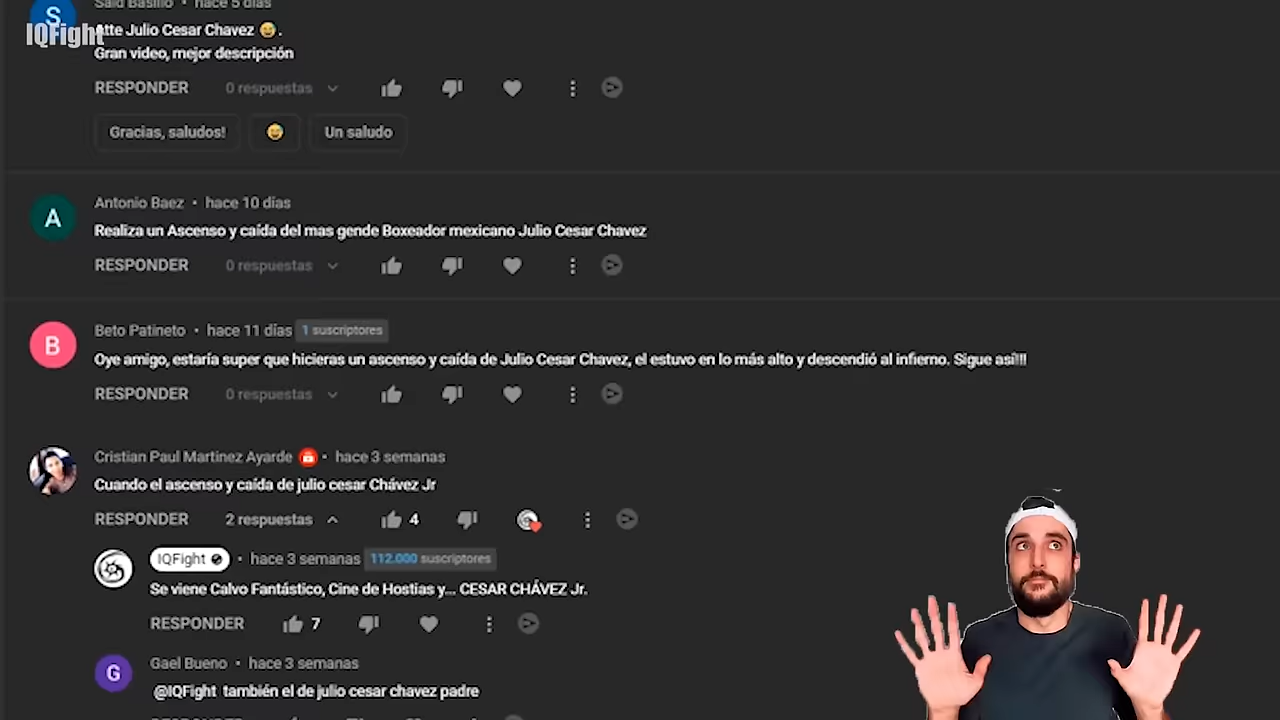 Said Basilio • hace 5 días
IQFight
Atte Julio Cesar Chavez 😅.
Gran video, mejor descripción
RESPONDER 0 respuestas
Gracias, saludos! 😅 Un saludo
A
Antonio Baez • hace 10 días
Realiza un Ascenso y caída del mas gende Boxeador mexicano Julio Cesar Chavez
RESPONDER 0 respuestas
B
Beto Patineto • hace 11 días 1 suscriptores
Oye amigo, estaría super que hicieras un ascenso y caída de Julio Cesar Chavez, el estuvo en lo más alto y descendió al infierno. Sigue así!!!
RESPONDER 0 respuestas
Cristian Paul Martinez Ayarde • hace 3 semanas
Cuando el ascenso y caída de julio cesar Chávez Jr
RESPONDER 2 respuestas 4
IQFight • hace 3 semanas 112.000 suscriptores
Se viene Calvo Fantástico, Cine de Hostias y... CESAR CHÁVEZ Jr.
RESPONDER 7
G
Gael Bueno • hace 3 semanas
@IQFight también el de julio cesar chavez padre